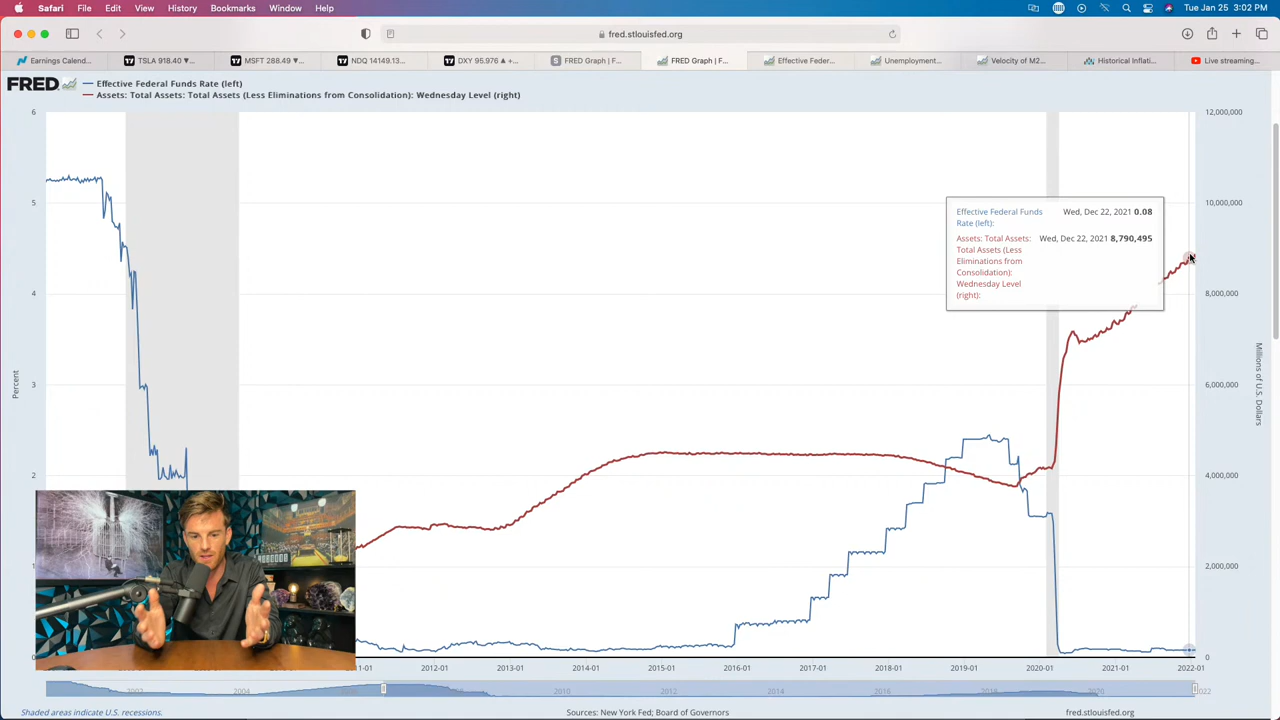 Safari File Edit View History Bookmarks Window Help Tue Jan 25 3:02 PM
fred.stlouisfed.org
Earnings Calend... TSLA 918.40 ▼... MSFT 288.49 ▼... NDQ 14149.13... DXY 95.976 ▲ +... FRED Graph | F... FRED Graph | F... Effective Feder... Unemployment... Velocity of M2... Historical Inflati... Live streaming...
FRED
Effective Federal Funds Rate (left)
Assets: Total Assets: Total Assets (Less Eliminations from Consolidation): Wednesday Level (right)
6 12,000,000
5 10,000,000
4 8,000,000
3 6,000,000
2 4,000,000
2,000,000
0
Percent
Millions of U.S. Dollars
Effective Federal Funds Wed, Dec 22, 2021 0.08
Rate (left):
Assets: Total Assets: Wed, Dec 22, 2021 8,790,495
Total Assets (Less
Eliminations from
Consolidation):
Wednesday Level
(right):
2012-01 2013-01 2014-01 2015-01 2016-01 2017-01 2018-01 2019-01 2020-01 2021-01 2022-01
2002 2004 2010 2012 2014 2016 2018 2020 2022
Shaded areas indicate U.S. recessions. Sources: New York Fed; Board of Governors fred.stlouisfed.org